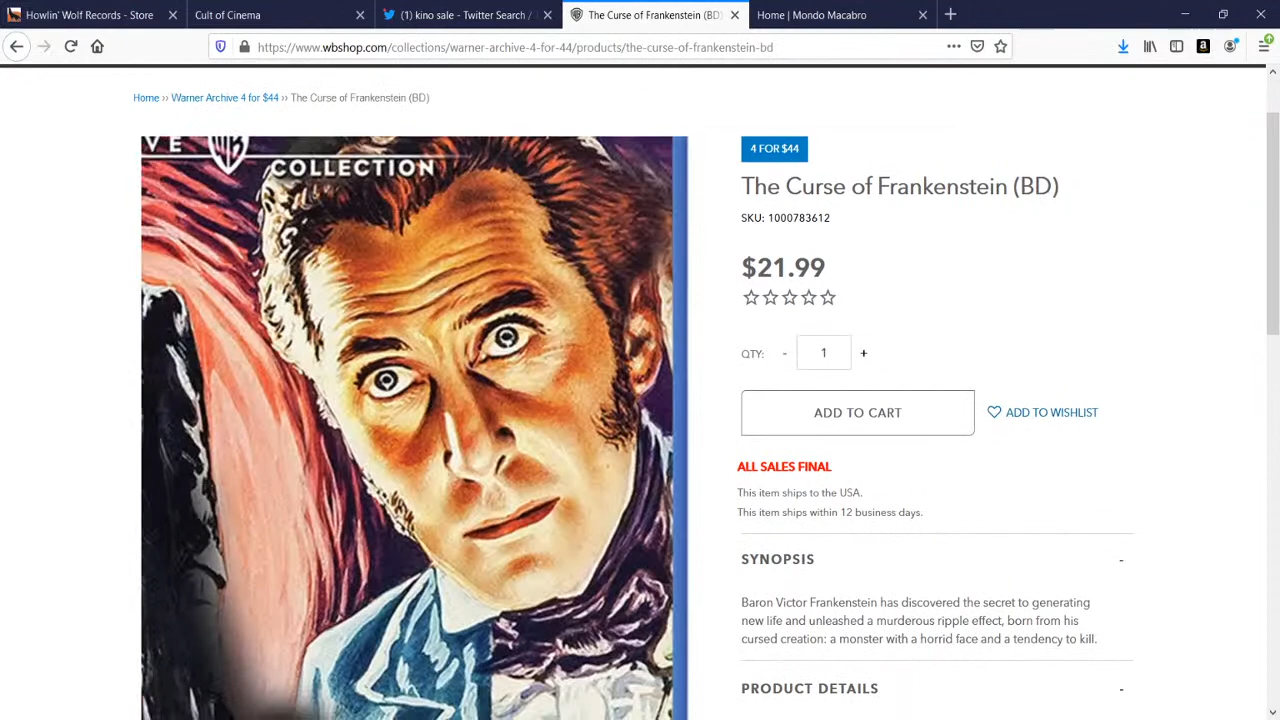 Howlin' Wolf Records - Store
Cult of Cinema
(1) kino sale - Twitter Search /
The Curse of Frankenstein (BD)
Home | Mondo Macabro
https://www.wbshop.com/collections/warner-archive-4-for-44/products/the-curse-of-frankenstein-bd
Home ›› Warner Archive 4 for $44 ›› The Curse of Frankenstein (BD)
VE
WB
COLLECTION
4 FOR $44
The Curse of Frankenstein (BD)
SKU: 1000783612
$21.99
QTY: - 1 +
ADD TO CART
ADD TO WISHLIST
ALL SALES FINAL
This item ships to the USA.
This item ships within 12 business days.
SYNOPSIS -
Baron Victor Frankenstein has discovered the secret to generating
new life and unleashed a murderous ripple effect, born from his
cursed creation: a monster with a horrid face and a tendency to kill.
PRODUCT DETAILS -